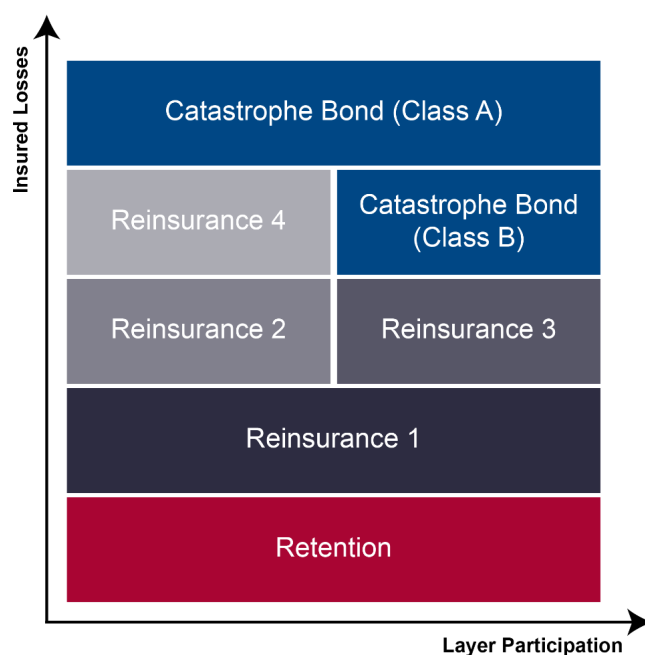 Insured Losses
Catastrophe Bond (Class A)
Reinsurance 4
Catastrophe Bond
(Class B)
Reinsurance 2
Reinsurance 3
Reinsurance 1
Retention
Layer Participation